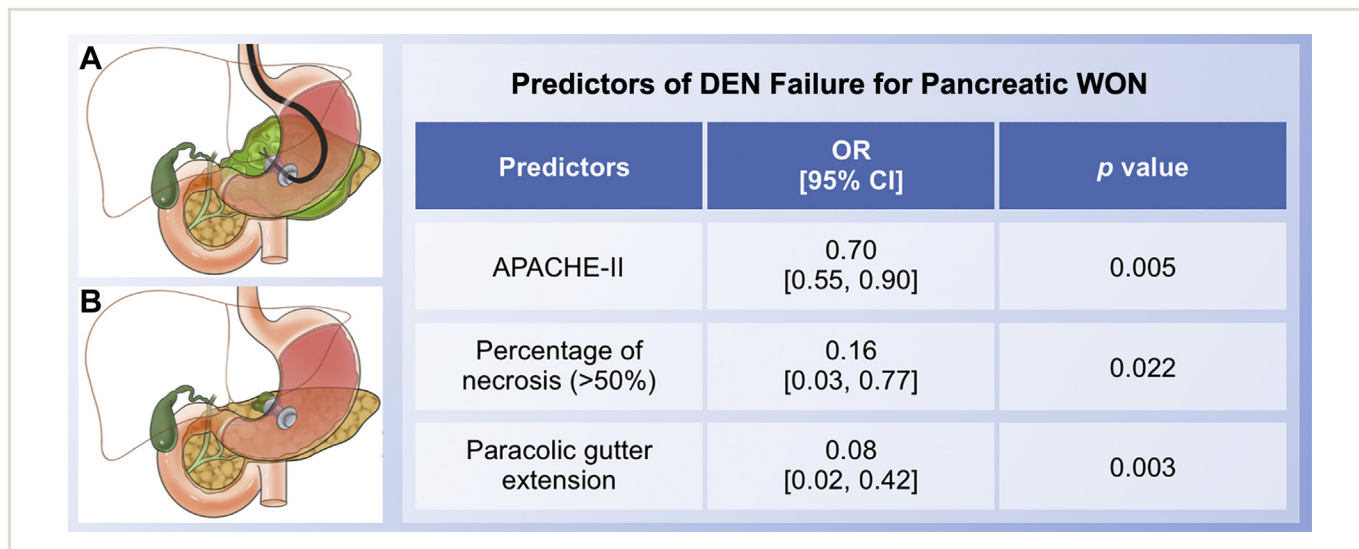 A
B
Predictors of DEN Failure for Pancreatic WON
Predictors
OR
[95% CI]
p value
APACHE-II
0.70
[0.55, 0.90]
0.005
Percentage of
necrosis (>50%)
0.16
[0.03, 0.77]
0.022
Paracolic gutter
extension
0.08
[0.02, 0.42]
0.003